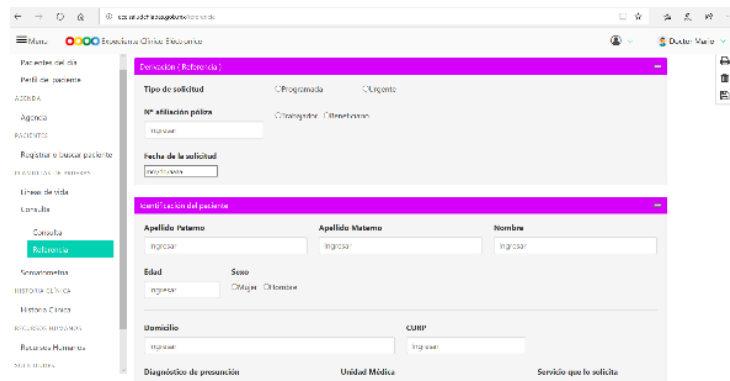 Menu Expediente Clínico Electrónico Doctor Mario
Pacientes del día
Perfil de paciente
AGENDA
Agenda
PACIENTES
Registrar o buscar paciente
Líneas de vida
Consulta
Consulta
Referencia
Somatometría
HISTORIA CLÍNICA
Historia Clínica
RECURSOS HUMANOS
Recursos Humanos
Derivación ( Referencia )
Tipo de solicitud Programada Urgente
Nº afiliación póliza Trabajador Beneficiario
Ingresar
Fecha de la solicitud
Identificación del paciente
Apellido Paterno Apellido Materno Nombre
Ingresar Ingresar Ingresar
Edad Sexo
Ingresar Mujer Hombre
Domicilio CURP
Ingresar Ingresar
Diagnóstico de presunción Unidad Médica Servicio que lo solicita